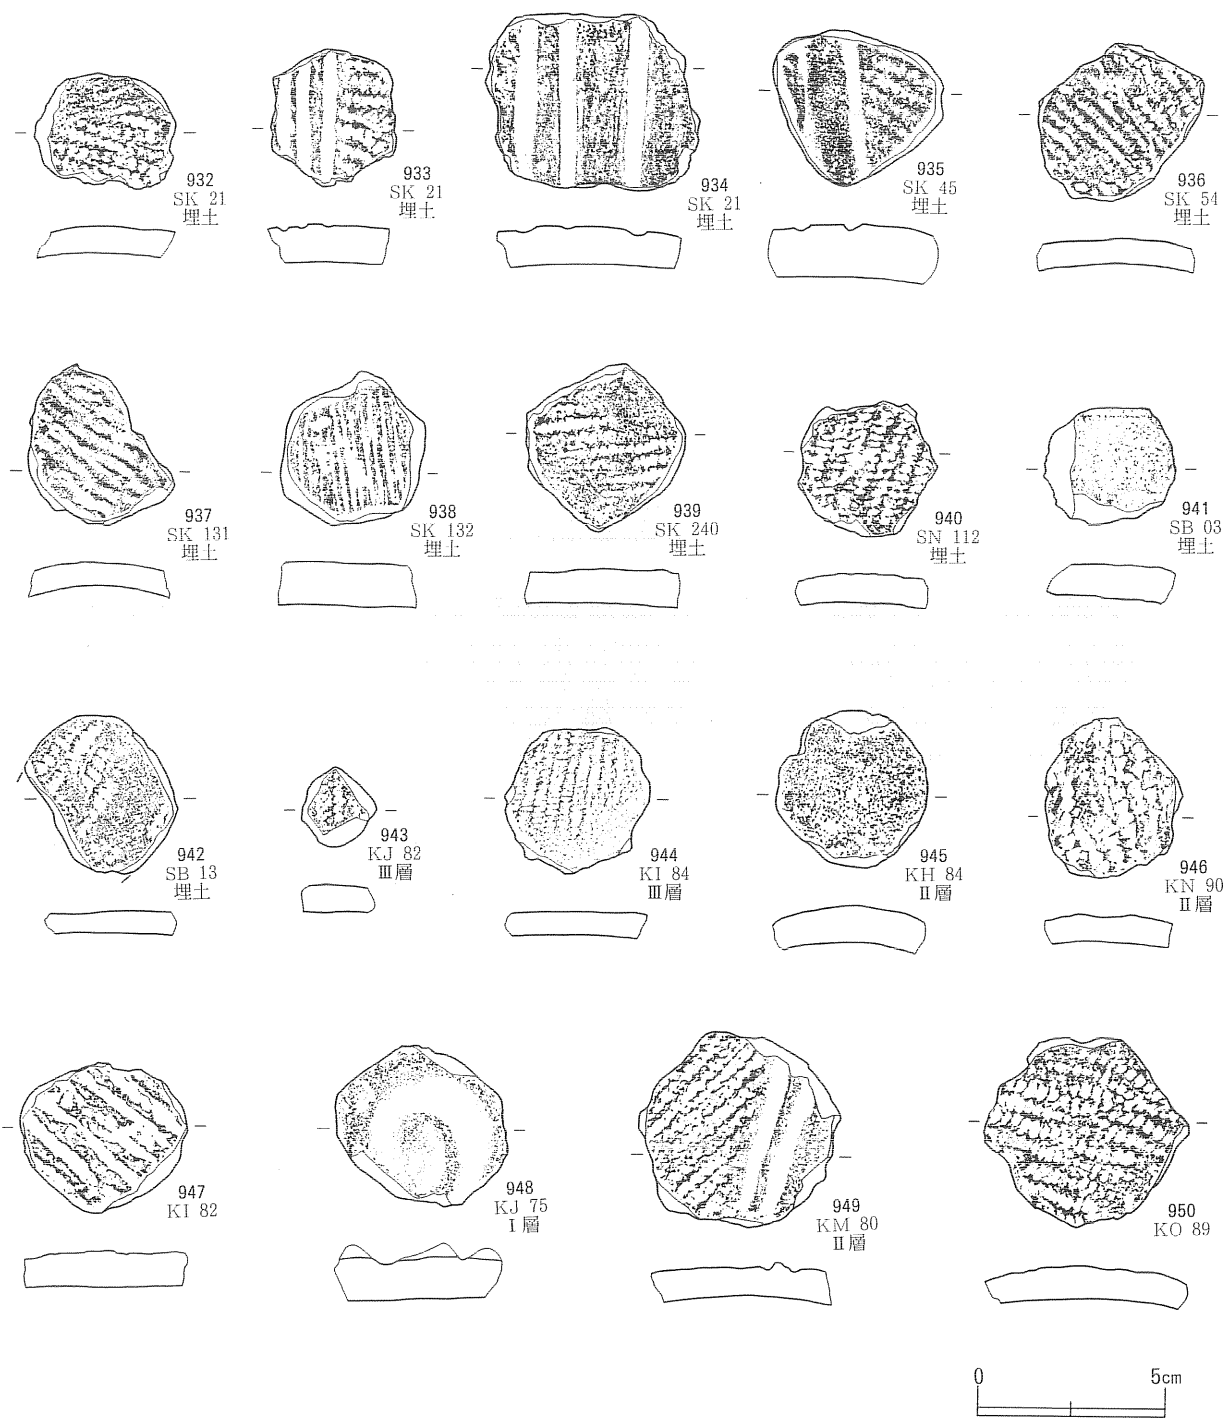 932
SK 21
埋土
933
SK 21
埋土
934
SK 21
埋土
935
SK 45
埋土
936
SK 54
埋土
937
SK 131
埋土
938
SK 132
埋土
939
SK 240
埋土
940
SN 112
埋土
941
SB 03
埋土
942
SB 13
埋土
943
KJ 82
Ⅲ層
944
KI 84
Ⅲ層
945
KH 84
Ⅱ層
946
KN 90
Ⅱ層
947
KI 82
948
KJ 75
Ⅰ層
949
KM 80
Ⅱ層
950
KO 89
0 5cm